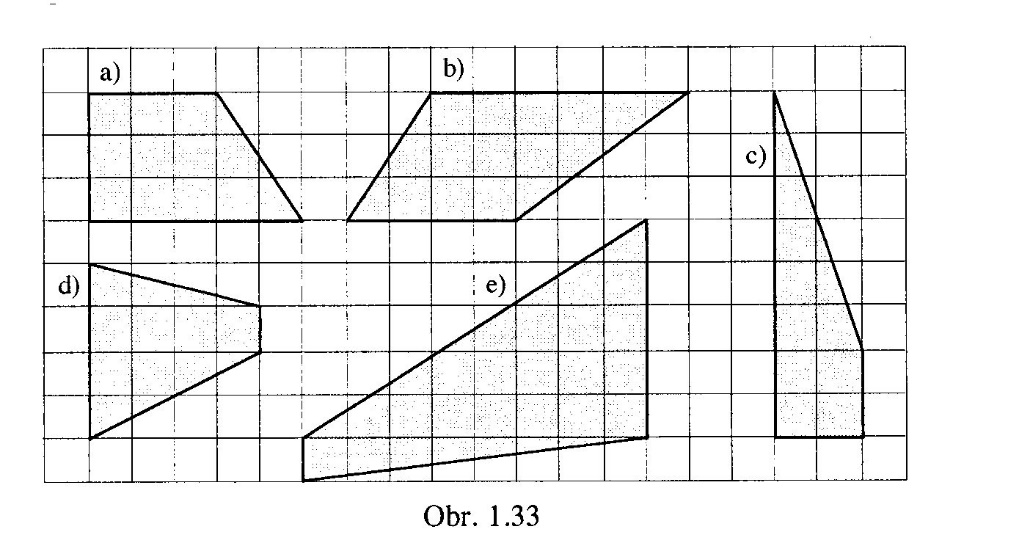 a)
b)
c)
d)
e)
Obr. 1.33